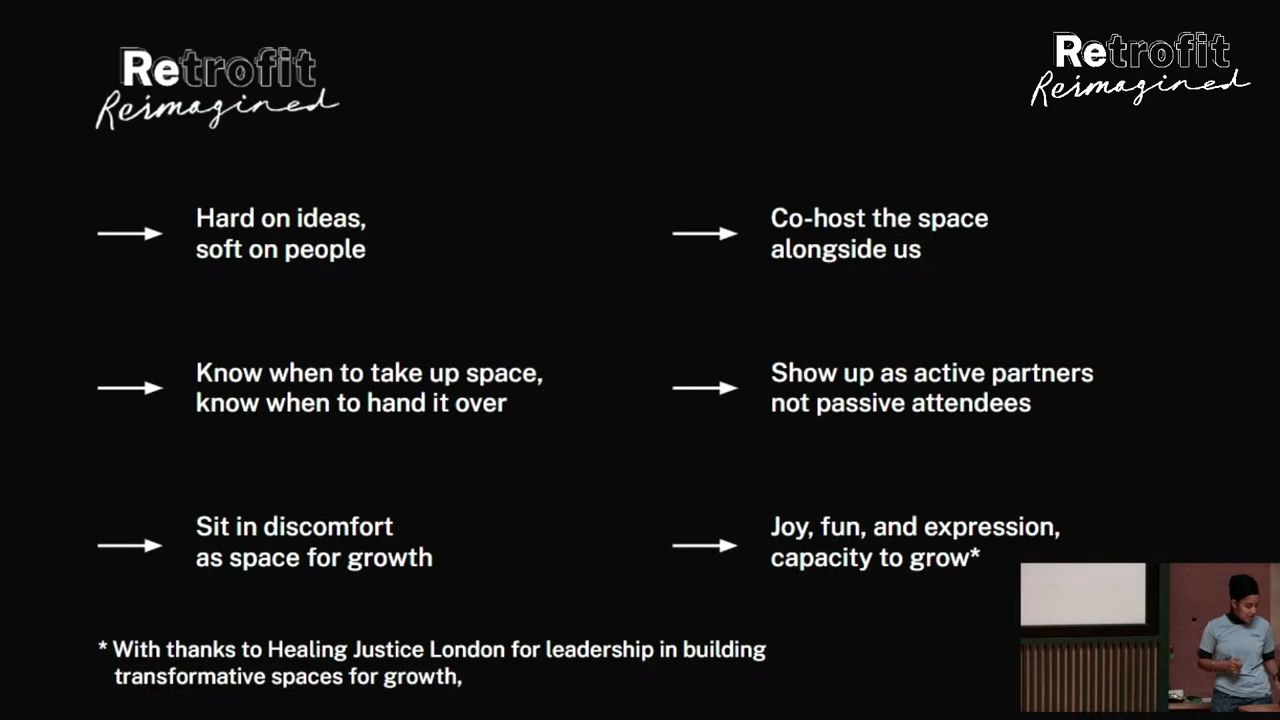 Retrofit
Reimagined
Retrofit
Reimagined
Hard on ideas,
soft on people
Co-host the space
alongside us
Know when to take up space,
know when to hand it over
Show up as active partners
not passive attendees
Sit in discomfort
as space for growth
Joy, fun, and expression,
capacity to grow*
* With thanks to Healing Justice London for leadership in building
transformative spaces for growth,